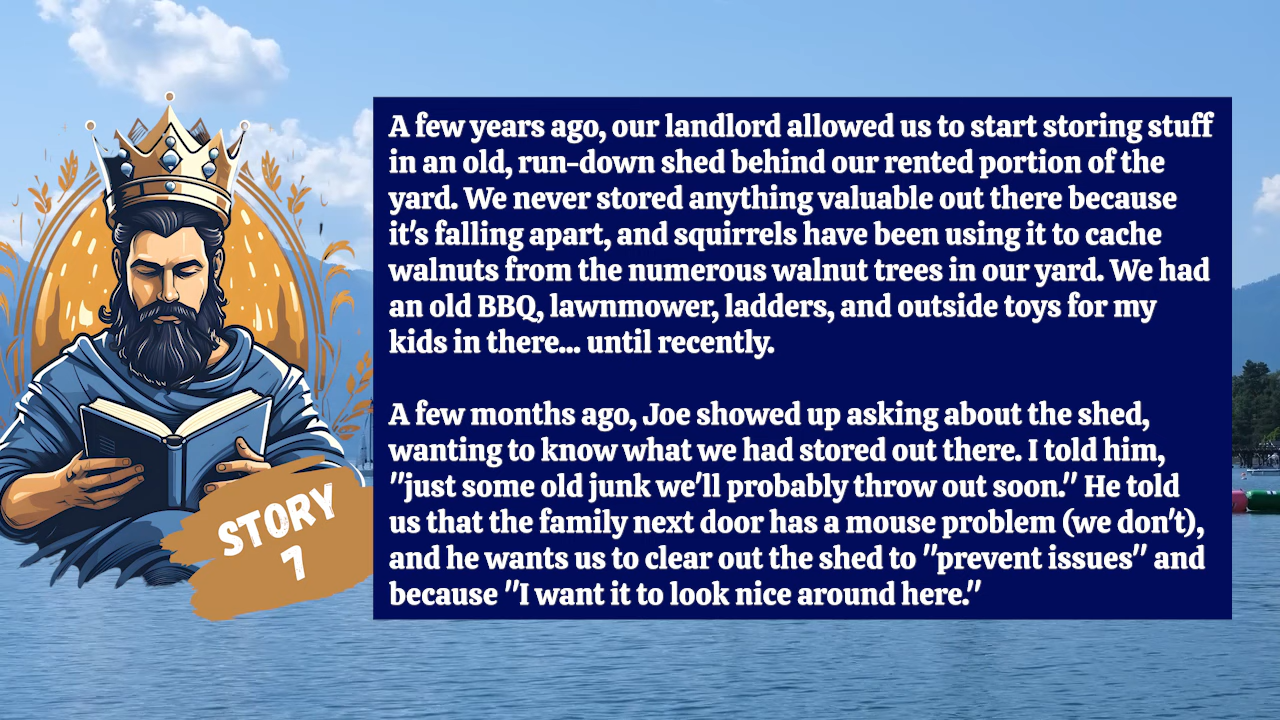 A few years ago, our landlord allowed us to start storing stuff
in an old, run-down shed behind our rented portion of the
yard. We never stored anything valuable out there because
it's falling apart, and squirrels have been using it to cache
walnuts from the numerous walnut trees in our yard. We had
an old BBQ, lawnmower, ladders, and outside toys for my
kids in there... until recently.
A few months ago, Joe showed up asking about the shed,
wanting to know what we had stored out there. I told him,
"just some old junk we'll probably throw out soon." He told
us that the family next door has a mouse problem (we don't),
and he wants us to clear out the shed to "prevent issues" and
because "I want it to look nice around here."
STORY
7